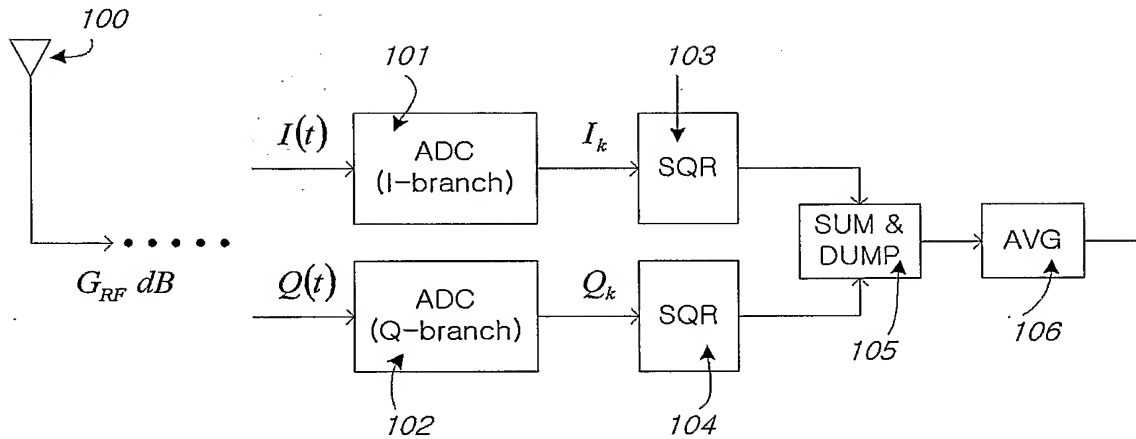 100
101
103
I(t)
ADC
(I-branch)
I_k
SQR
SUM &
DUMP
AVG
G_RF dB
Q(t)
ADC
(Q-branch)
Q_k
SQR
105
106
102
104